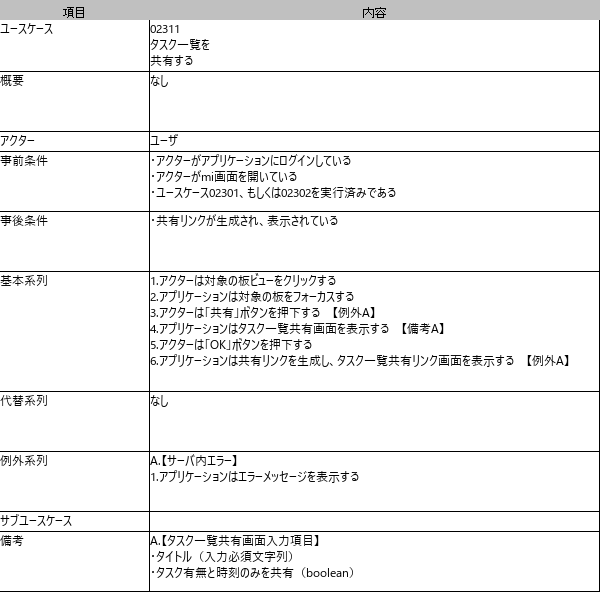 項目 内容
ユースケース 02311
タスク一覧を
共有する
概要 なし
アクター ユーザ
事前条件 ・アクターがアプリケーションにログインしている
・アクターがmi画面を開いている
・ユースケース02301、もしくは02302を実行済みである
事後条件 ・共有リンクが生成され、表示されている
基本系列 1.アクターは対象の板ビューをクリックする
2.アプリケーションは対象の板をフォーカスする
3.アクターは「共有」ボタンを押下する 【例外A】
4.アプリケーションはタスク一覧共有画面を表示する 【備考A】
5.アクターは「OK」ボタンを押下する
6.アプリケーションは共有リンクを生成し、タスク一覧共有リンク画面を表示する 【例外A】
代替系列 なし
例外系列 A.【サーバ内エラー】
1.アプリケーションはエラーメッセージを表示する
サブユースケース
備考 A.【タスク一覧共有画面入力項目】
・タイトル（入力必須文字列）
・タスク有無と時刻のみを共有（boolean）